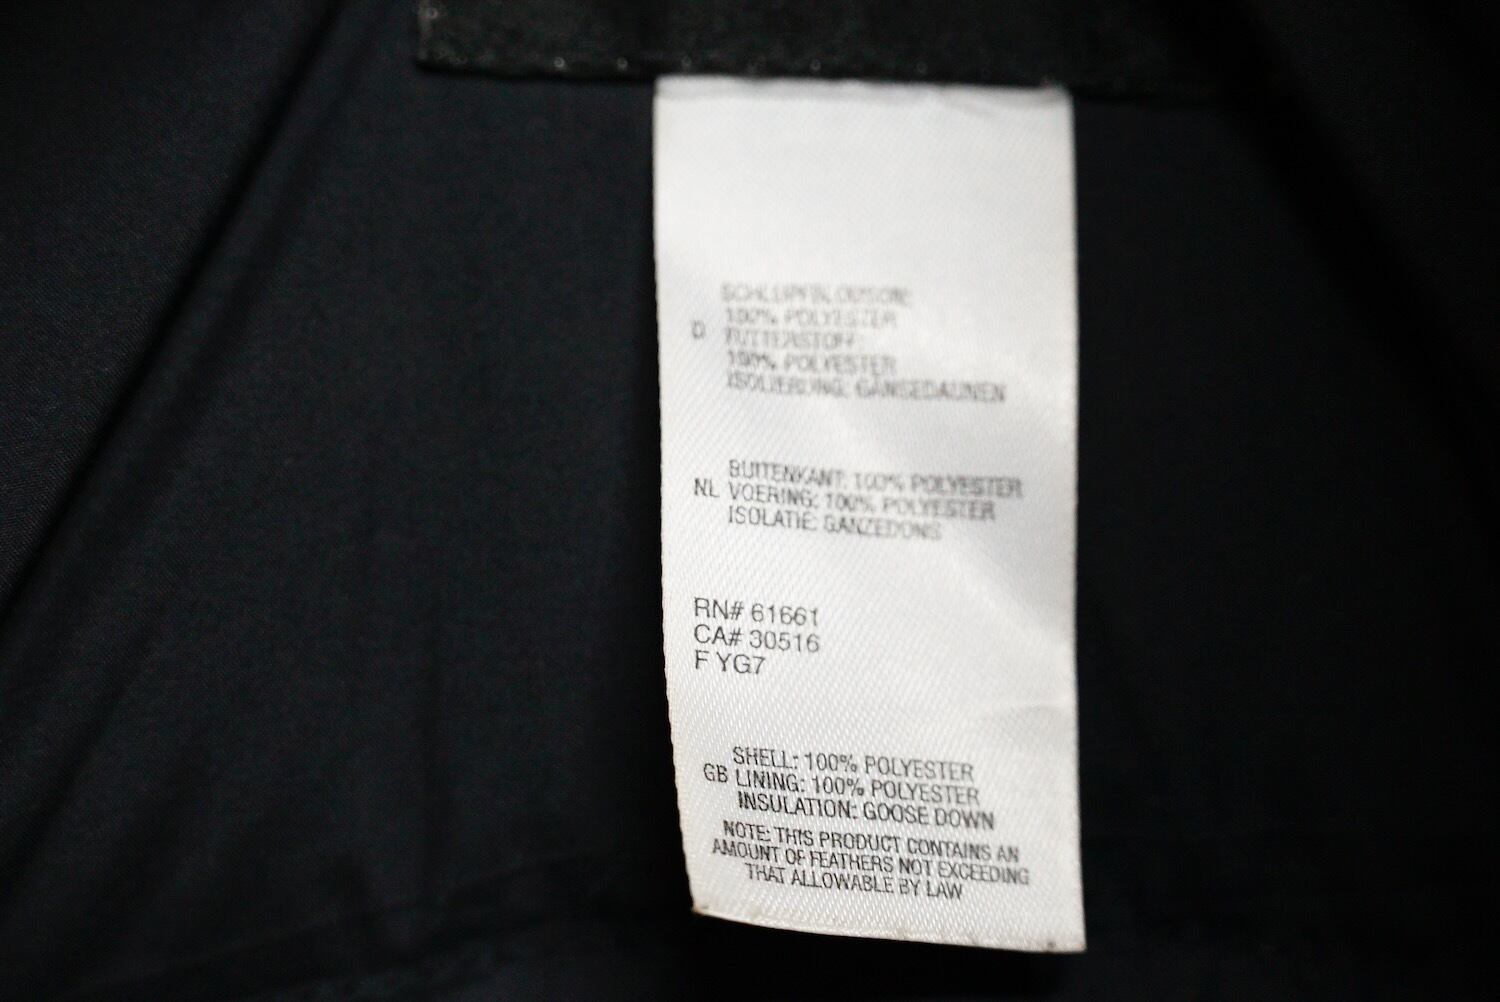 100% POLYESTER
D FUTTERSTOFF:
100% POLYESTER
ISOLIERUNG: GÄNSEDAUNEN
BUITENKANT: 100% POLYESTER
NL VOERING: 100% POLYESTER
ISOLATIE: GANZEDONS
RN# 61661
CA# 30516
F YG7
SHELL: 100% POLYESTER
GB LINING: 100% POLYESTER
INSULATION: GOOSE DOWN
NOTE: THIS PRODUCT CONTAINS AN
AMOUNT OF FEATHERS NOT EXCEEDING
THAT ALLOWABLE BY LAW